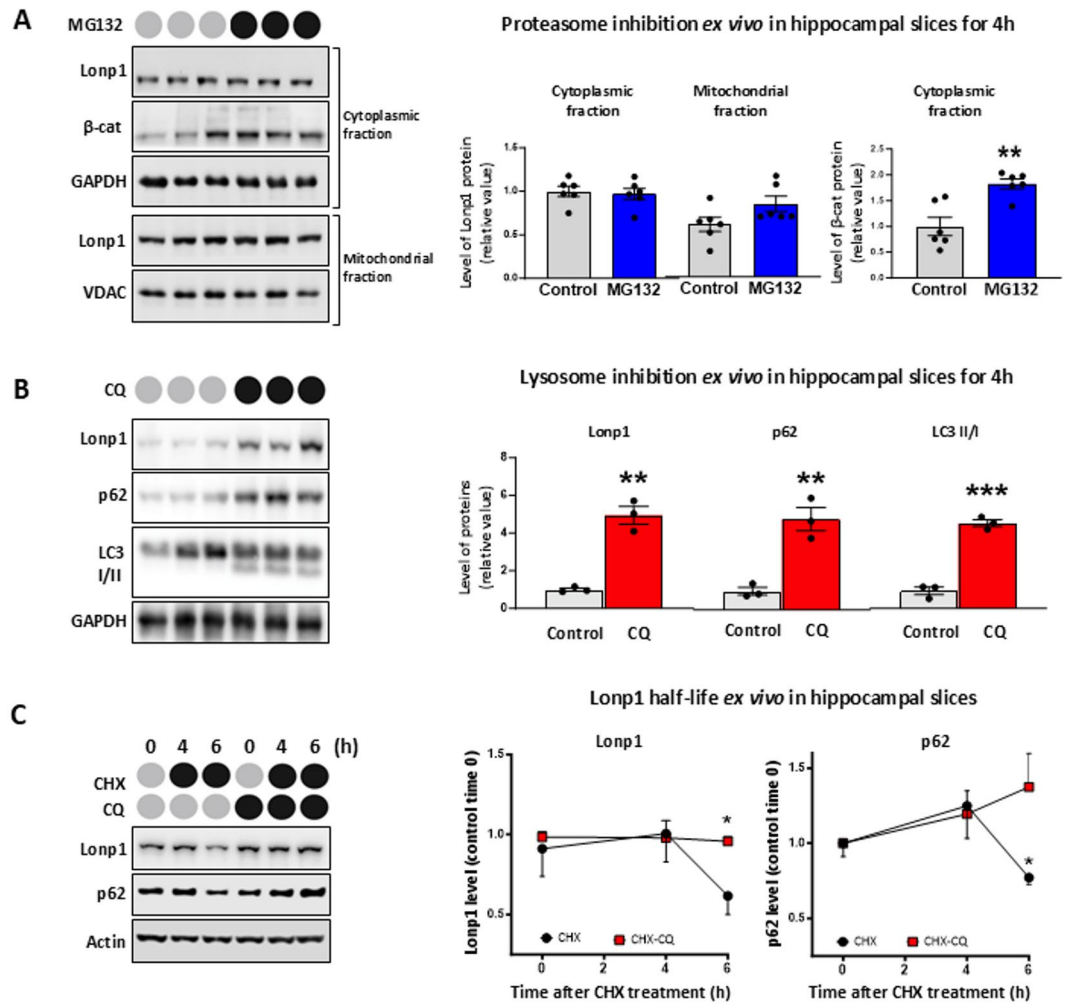 A
MG132
Lonp1
β-cat
GAPDH
Lonp1
VDAC
Cytoplasmic
fraction
Mitochondrial
fraction
Proteasome inhibition ex vivo in hippocampal slices for 4h
Cytoplasmic
fraction
Mitochondrial
fraction
Cytoplasmic
fraction
Level of Lonp1 protein
(relative value)
1.5
1.0
0.5
0.0
Control
MG132
Control
MG132
Level of β-cat protein
(relative value)
2.5
2.0
1.5
1.0
0.5
0.0
**
Control
MG132
B
CQ
Lonp1
p62
LC3
I/II
GAPDH
Lysosome inhibition ex vivo in hippocampal slices for 4h
Lonp1
p62
LC3 II/I
Level of proteins
(relative value)
8
6
4
2
0
**
**
***
Control
CQ
Control
CQ
Control
CQ
C
0 4 6 0 4 6 (h)
CHX
CQ
Lonp1
p62
Actin
Lonp1 half-life ex vivo in hippocampal slices
Lonp1
Lonp1 level (control time 0)
1.5
1.0
0.5
*
CHX
CHX-CQ
0 2 4 6
Time after CHX treatment (h)
p62
p62 level (control time 0)
1.5
1.0
0.5
*
CHX
CHX-CQ
0 2 4 6
Time after CHX treatment (h)